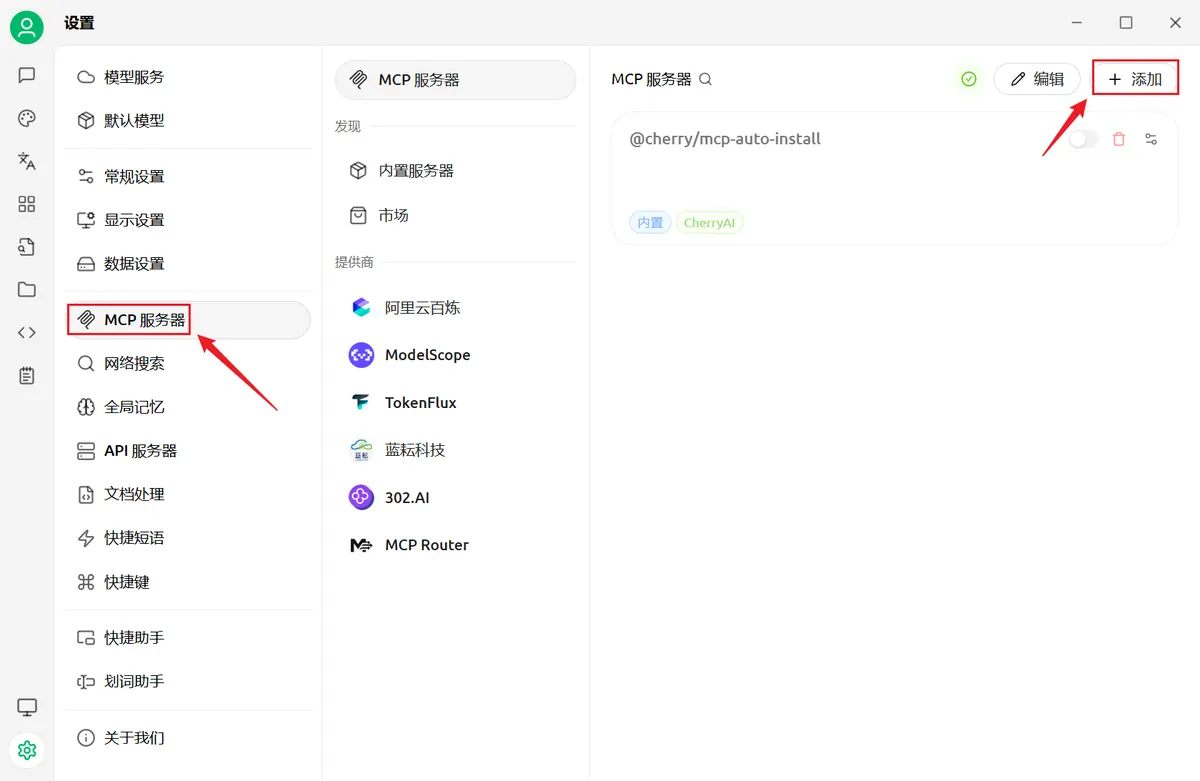 设置
模型服务
默认模型
常规设置
显示设置
数据设置
MCP 服务器
网络搜索
全局记忆
API 服务器
文档处理
快捷短语
快捷键
快捷助手
划词助手
关于我们
MCP 服务器
发现
内置服务器
市场
提供商
阿里云百炼
ModelScope
TokenFlux
蓝耘科技
302.AI
MCP Router
MCP 服务器
编辑
添加
@cherry/mcp-auto-install
内置
CherryAI